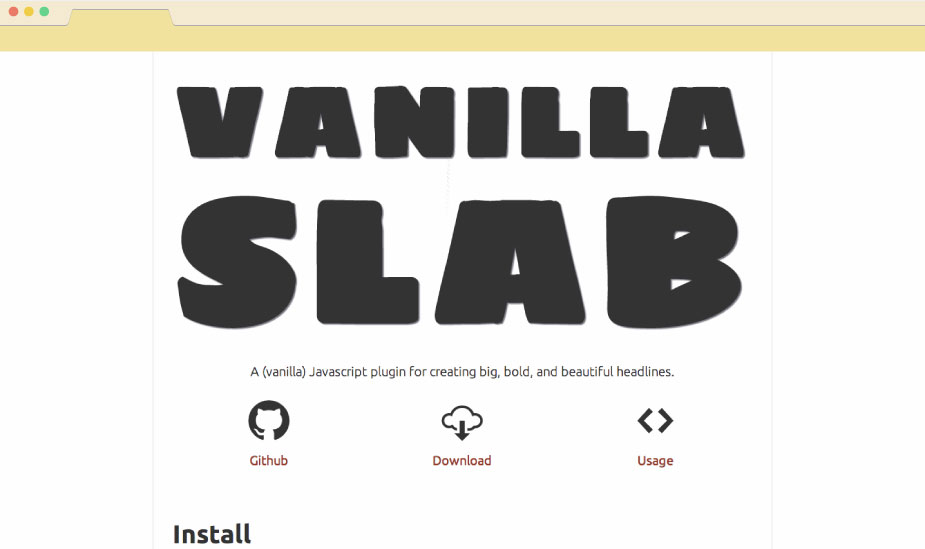 VANILLA
SLAB
A (vanilla) Javascript plugin for creating big, bold, and beautiful headlines.
Github
Download
Usage
Install